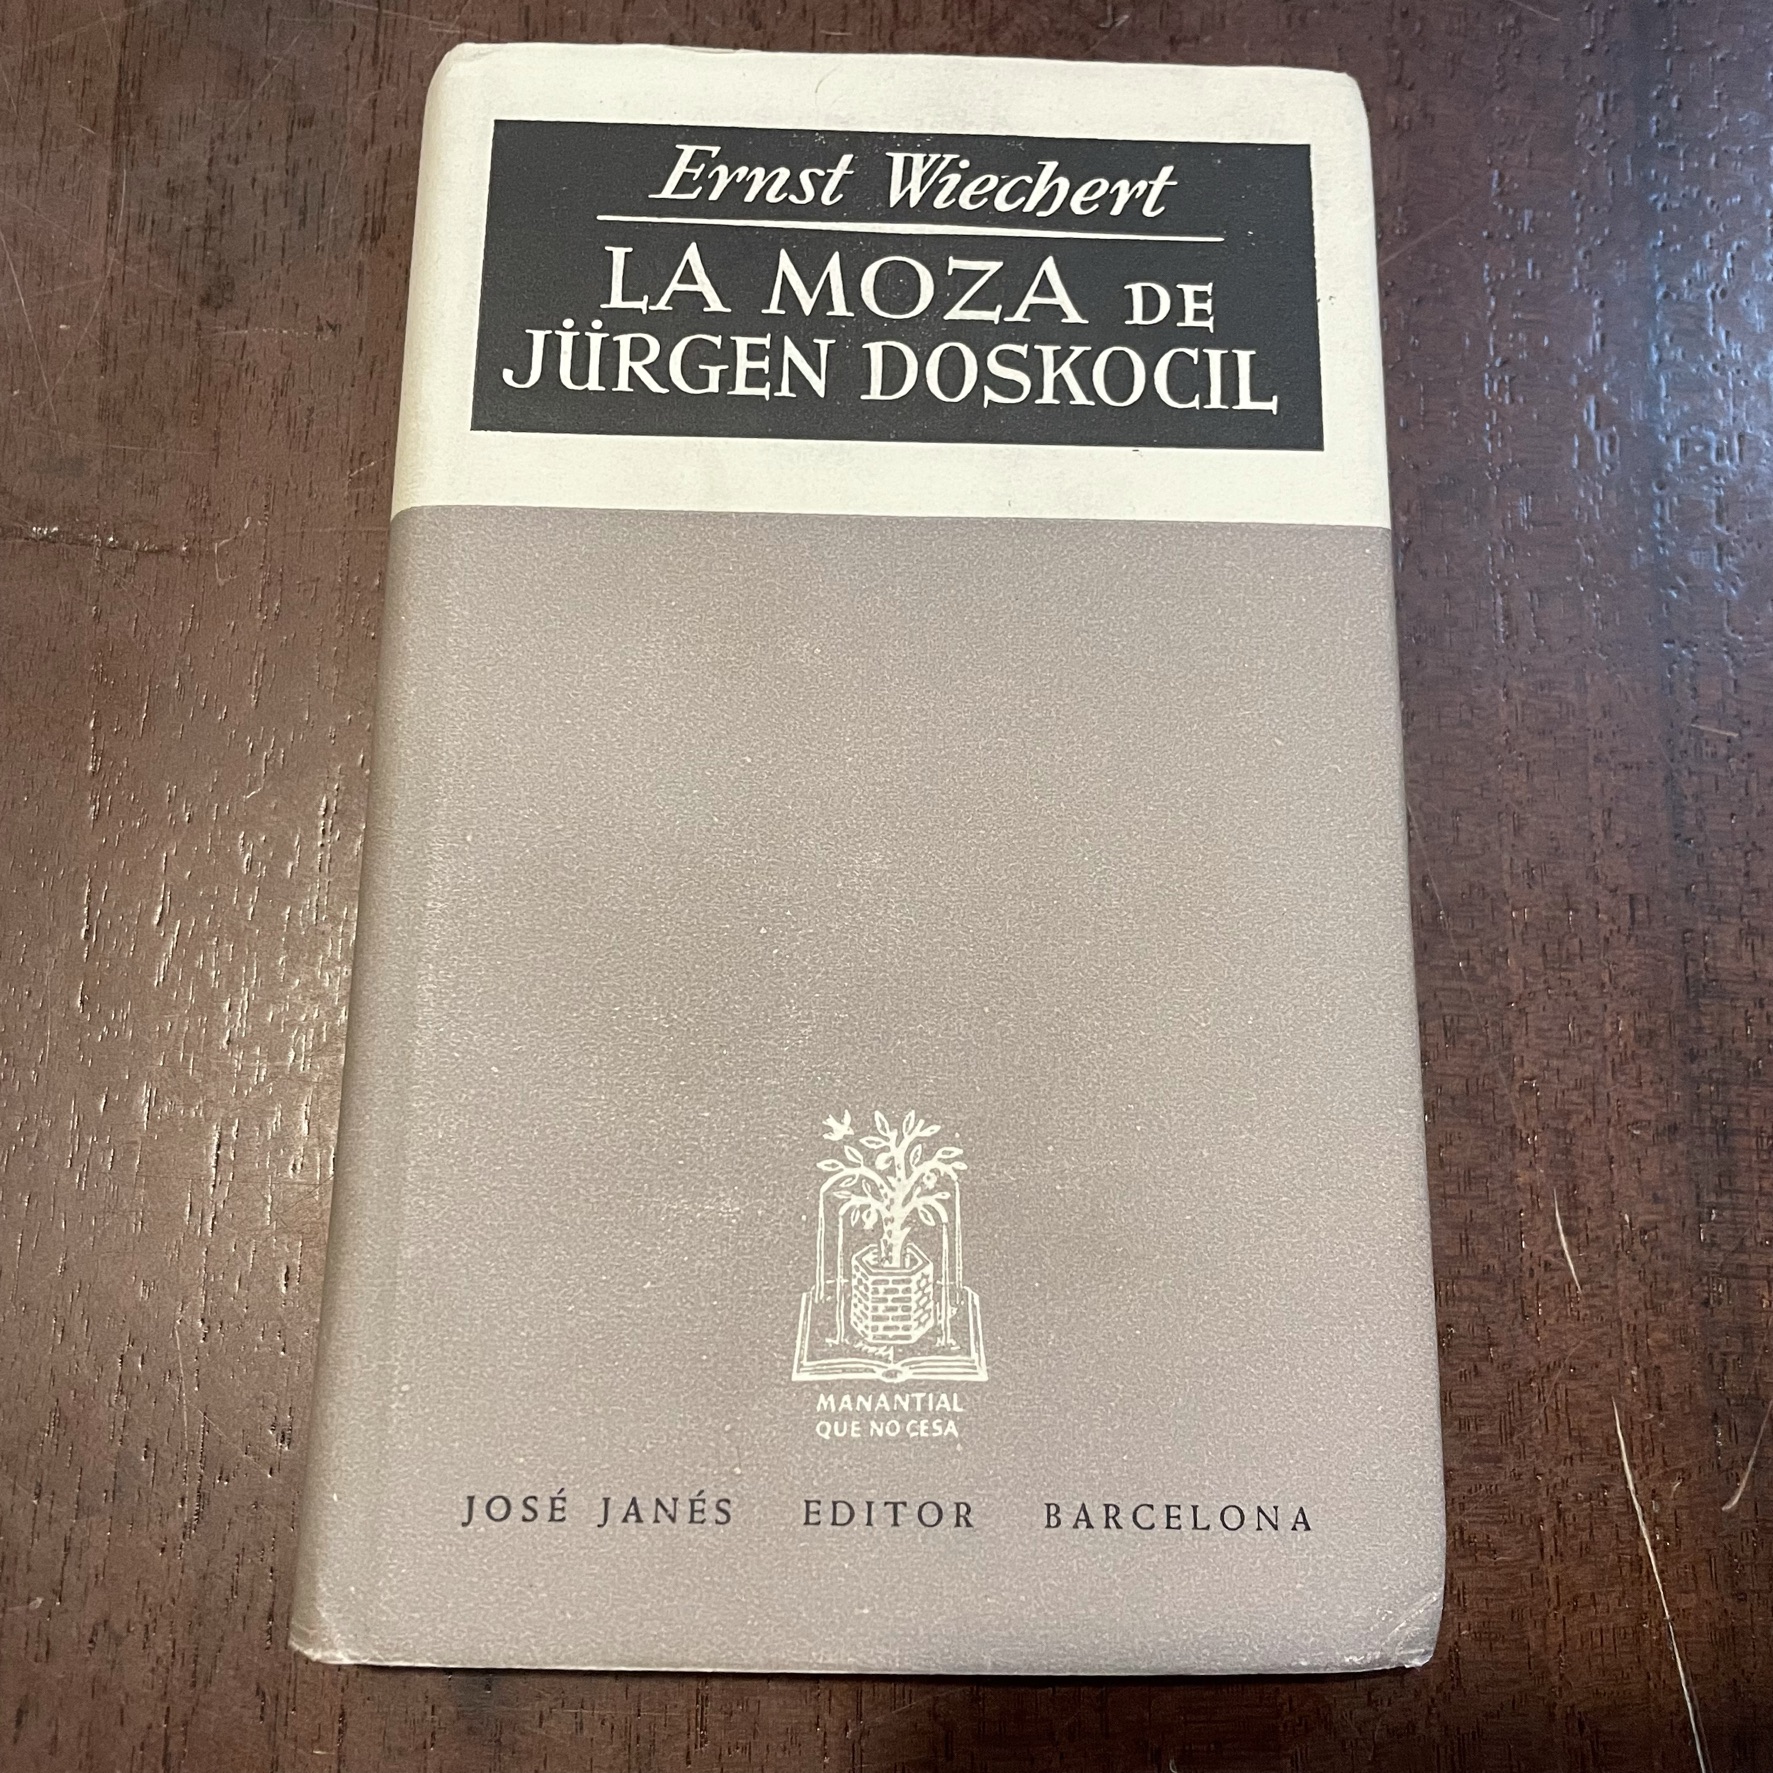 Ernst Wiechert
LA MOZA DE
JÜRGEN DOSKOCIL
MANANTIAL
QUE NO CESA
JOSÉ JANÉS EDITOR BARCELONA